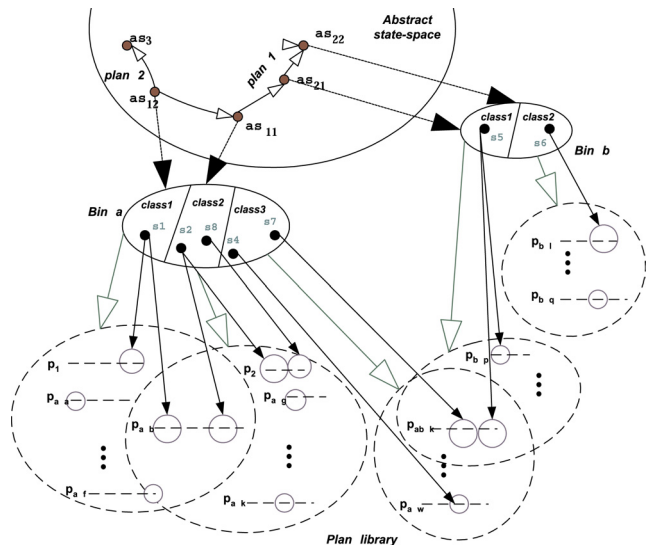 Abstract
state-space
as3
as22
plan 1
plan 2
as21
as12
as11
class1 class2
s5
s6
Bin b
Bin a
class1
class2
class3
s1
s2
s8
s4
s7
pb l
pb q
p1
p2
pb p
pa a
pa g
pa b
pab k
pa f
pa k
pa w
Plan library